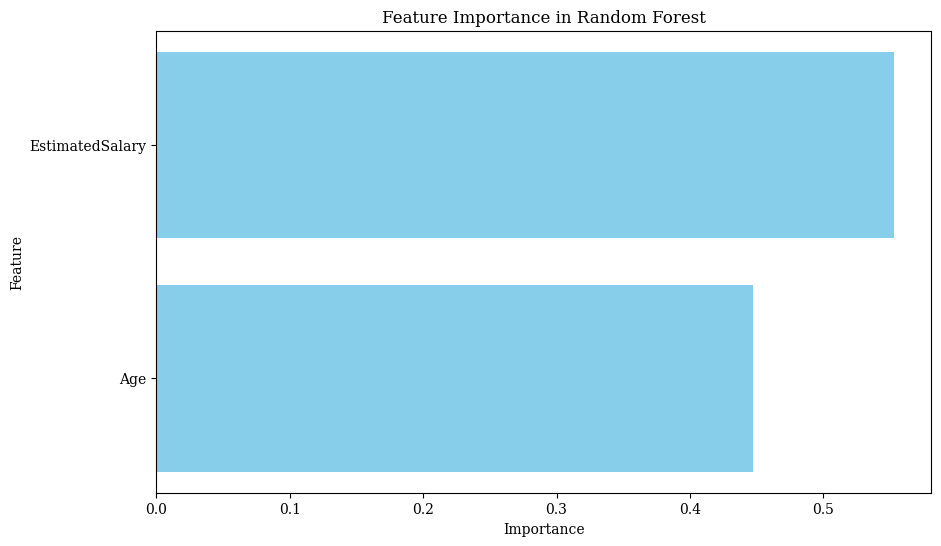 Feature Importance in Random Forest
EstimatedSalary
Feature
Age
0.0 0.1 0.2 0.3 0.4 0.5
Importance